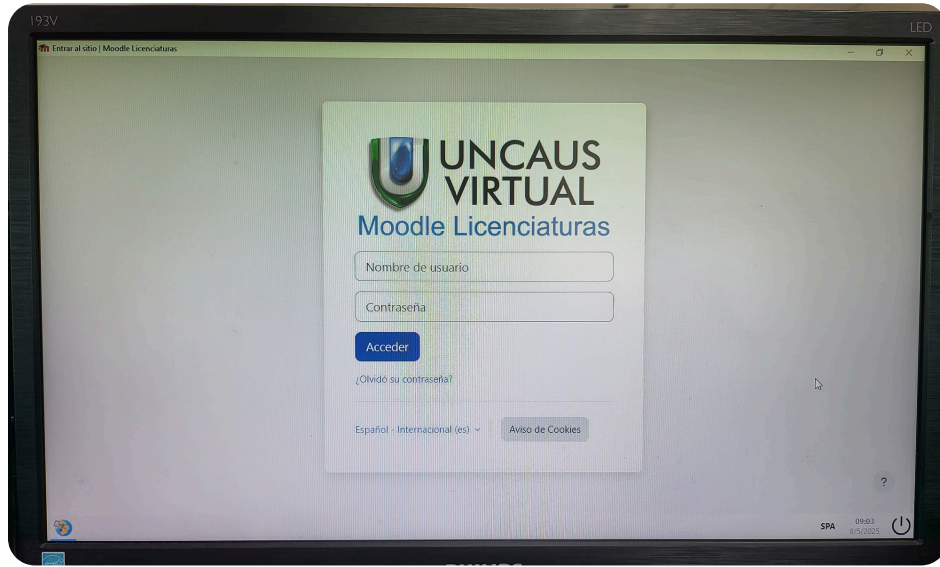 193V
LED
Entrar al sitio | Moodle Licenciaturas
UNCAUS
VIRTUAL
Moodle Licenciaturas
Nombre de usuario
Contraseña
Acceder
¿Olvidó su contraseña?
Español - Internacional (es)
Aviso de Cookies
?
SPA
09:03
8/5/2025